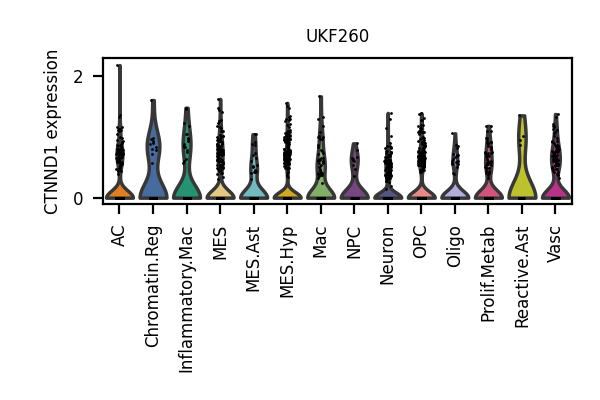 UKF260
CTNND1 expression
2
0
AC
Chromatin.Reg
Inflammatory.Mac
MES
MES.Ast
MES.Hyp
Mac
NPC
Neuron
OPC
Oligo
Prolif.Metab
Reactive.Ast
Vasc